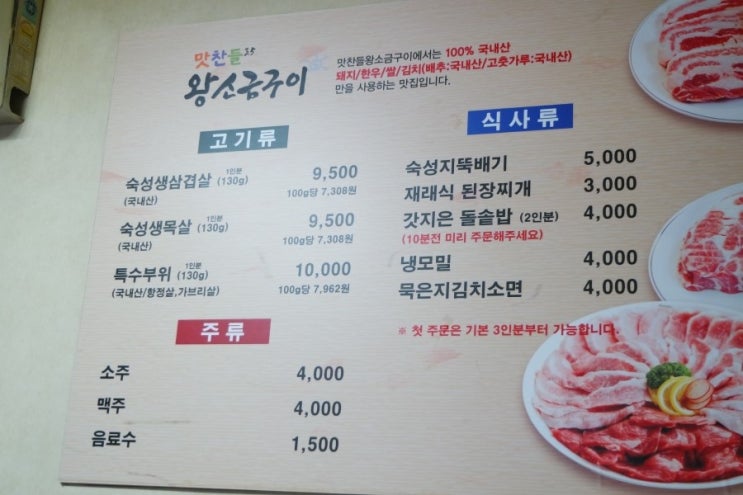 맛찬들
왕소금구이
맛찬들왕소금구이에서는 100% 국내산
돼지/한우/쌀/김치(배추:국내산/고춧가루:국내산)
만을 사용하는 맛집입니다.
고기류
숙성생삼겹살 1인분 (130g) 9,500
(국내산) 100g당 7,308원
숙성생목살 1인분 (130g) 9,500
(국내산) 100g당 7,308원
특수부위 1인분 (130g) 10,000
(국내산/항정살,가브리살) 100g당 7,962원
주류
소주 4,000
맥주 4,000
음료수 1,500
식사류
숙성지뚝배기 5,000
재래식 된장찌개 3,000
갓지은 돌솥밥 (2인분) 4,000
(10분전 미리 주문해주세요)
냉모밀 4,000
묵은지김치소면 4,000
※ 첫 주문은 기본 3인분부터 가능합니다.